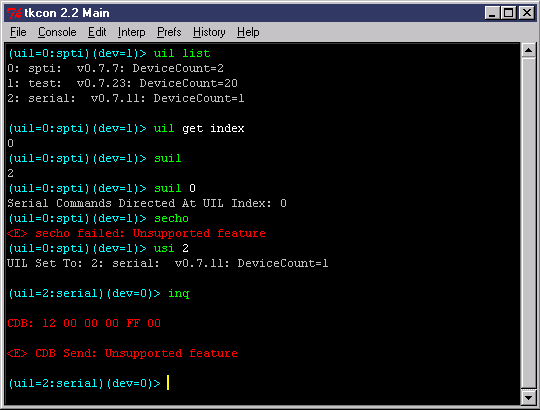 tkcon 2.2 Main
File Console Edit Interp Prefs History Help
(uil=0:spti)(dev=1)> uil list
0: spti:  v0.7.7: DeviceCount=2
1: test:  v0.7.23: DeviceCount=20
2: serial:  v0.7.11: DeviceCount=1
(uil=0:spti)(dev=1)> uil get index
0
(uil=0:spti)(dev=1)> suil
2
(uil=0:spti)(dev=1)> suil 0
Serial Commands Directed At UIL Index: 0
(uil=0:spti)(dev=1)> secho
<E> secho failed: Unsupported feature
(uil=0:spti)(dev=1)> usi 2
UIL Set To: 2: serial:  v0.7.11: DeviceCount=1
(uil=2:serial)(dev=0)> inq
CDB: 12 00 00 00 FF 00
<E> CDB Send: Unsupported feature
(uil=2:serial)(dev=0)>